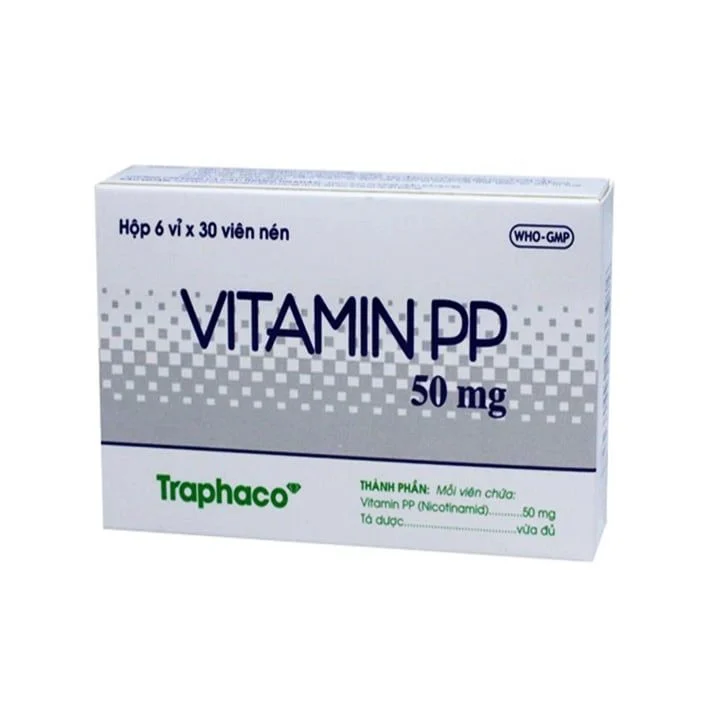 Hộp 6 vỉ x 30 viên nén
WHO-GMP
VITAMIN PP
50 mg
Traphaco
THÀNH PHẦN: Mỗi viên chứa:
Vitamin PP (Nicotinamid)..........50 mg
Tá dược.................................vừa đủ